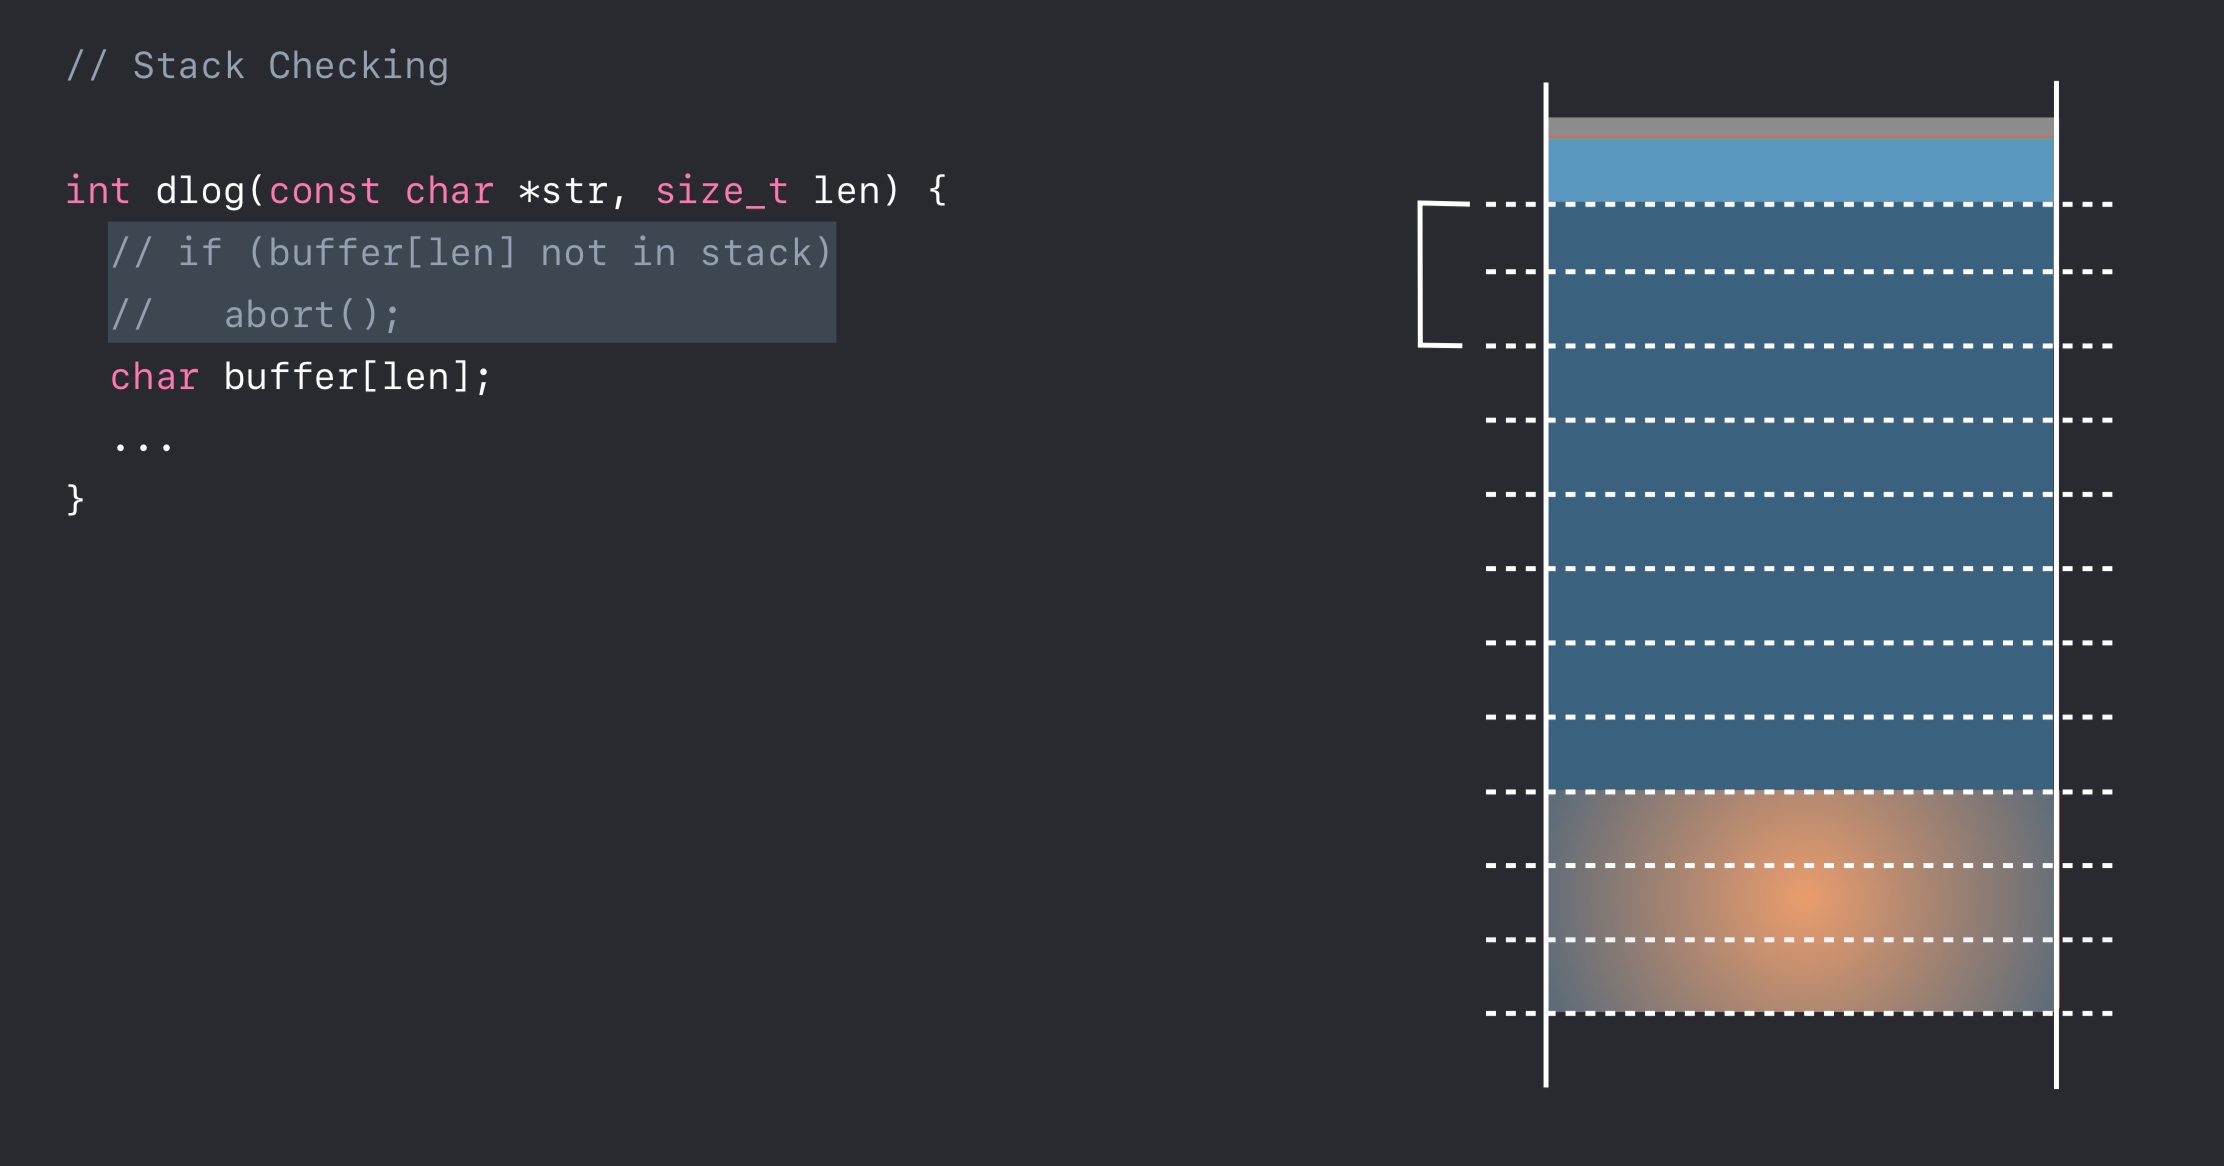 // Stack Checking
int dlog(const char *str, size_t len) {
// if (buffer[len] not in stack)
//   abort();
char buffer[len];
...
}